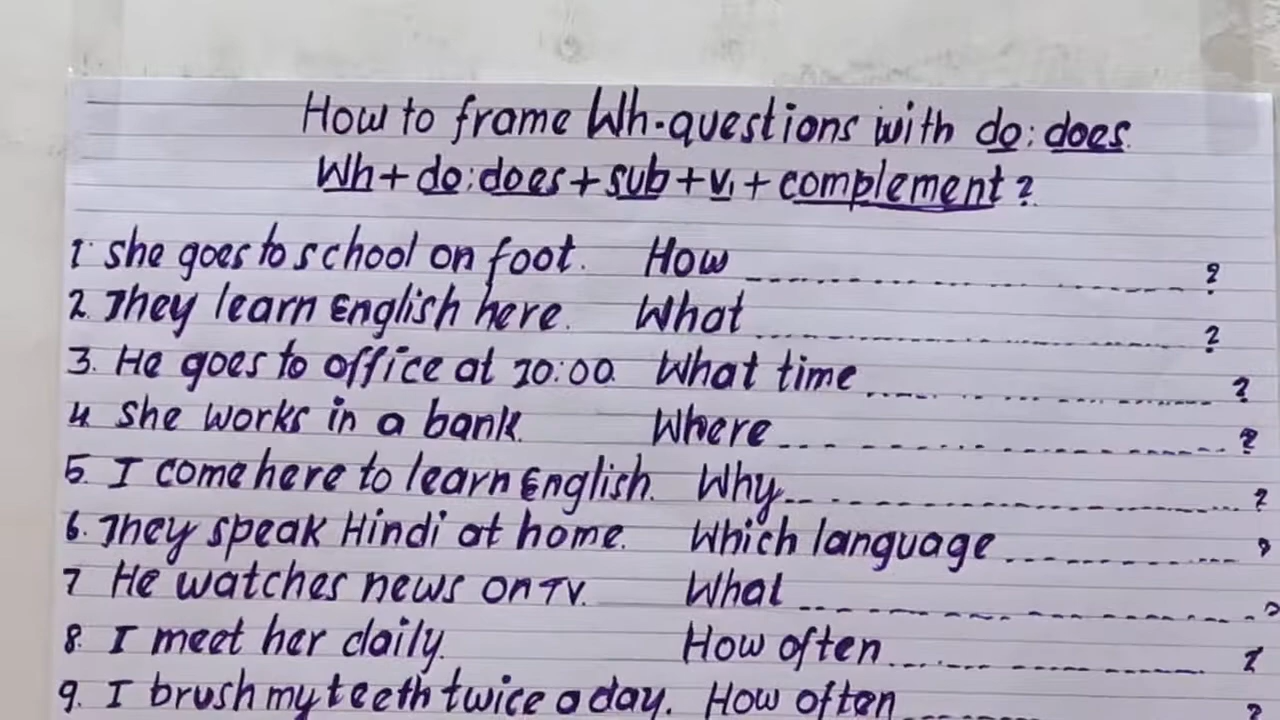 How to frame Wh-questions with do:does.
Wh+do:does+sub+v1+complement?
1. she goes to school on foot. How ............ ?
2. They learn English here. What ............ ?
3. He goes to office at 10:00. What time ............ ?
4. she works in a bank. Where ............ ?
5. I come here to learn English. Why ............ ?
6. They speak Hindi at home. Which language ............ ?
7 He watches news on TV. What ............ ?
8. I meet her daily. How often ............ ?
9. I brush my teeth twice a day. How often ............ ?